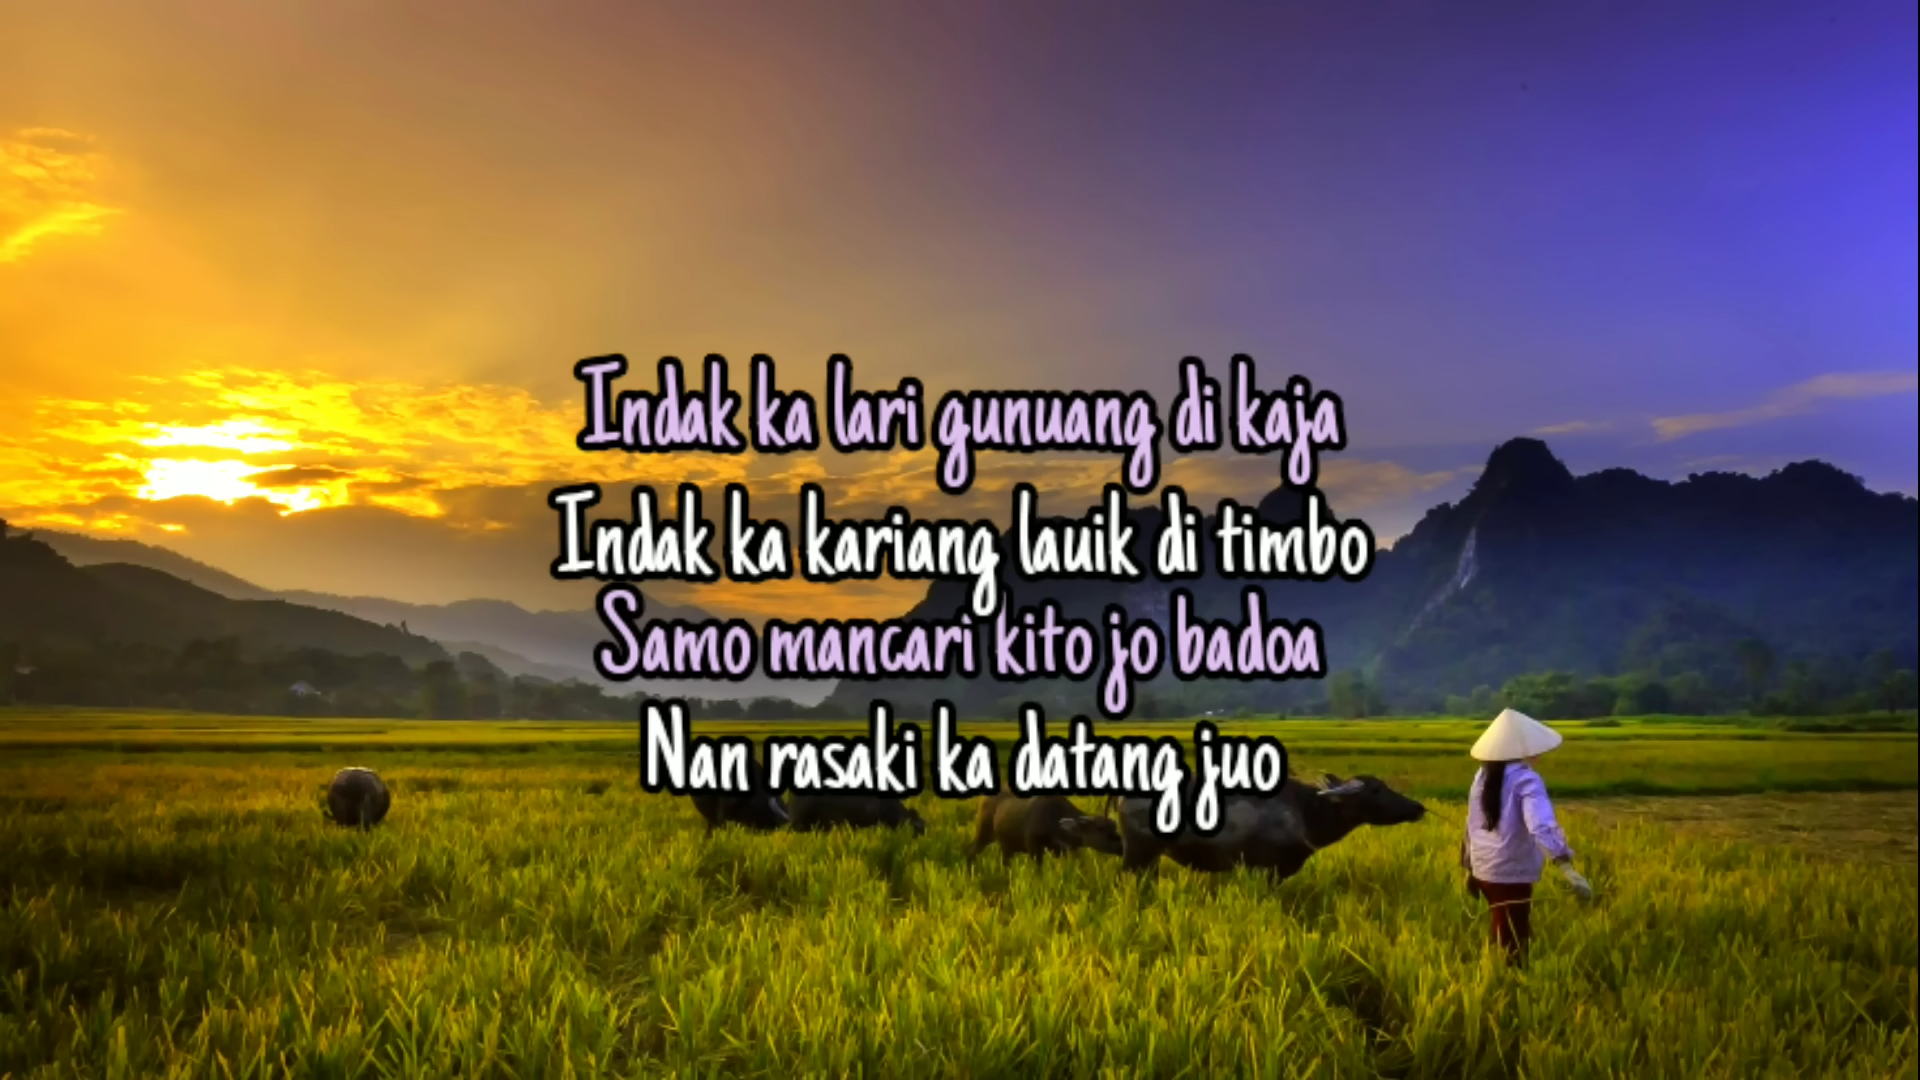 Indak ka lari gunuang di kaja
Indak ka kariang lauik di timbo
Samo mancari kito jo badoa
Nan rasaki ka datang juo